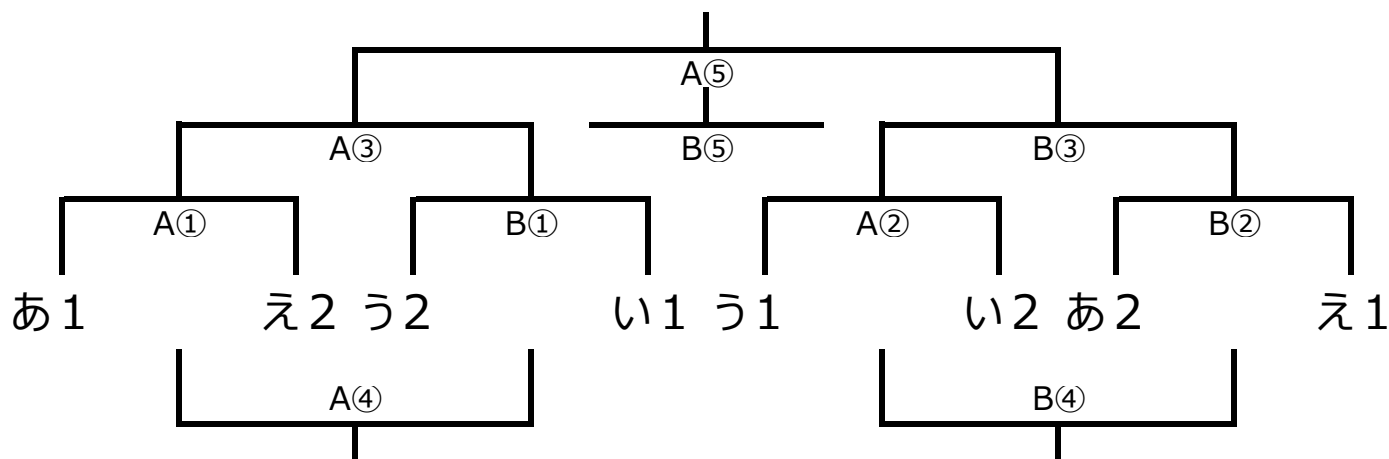 A⑤
A③ B⑤ B③
A① B① A② B②
あ１ え２ う２ い１ う１ い２ あ２ え１
A④ B④